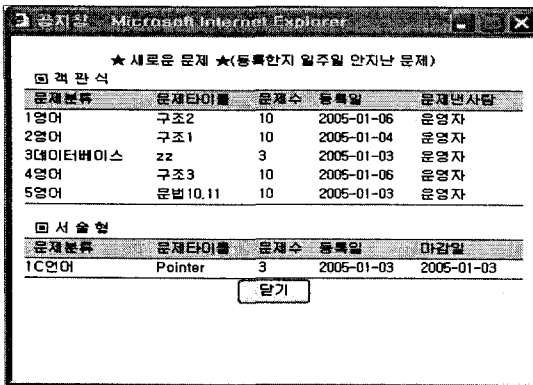 공지창 - Microsoft Internet Explorer
★ 새로운 문제 ★(등록한지 일주일 안지난 문제)
▣ 객 관 식
문제분류 문제타이틀 문제수 등록일 문제낸사람
1영어 구조2 10 2005-01-06 운영자
2영어 구조1 10 2005-01-04 운영자
3데이터베이스 zz 3 2005-01-03 운영자
4영어 구조3 10 2005-01-06 운영자
5영어 문법10,11 10 2005-01-03 운영자
▣ 서 술 형
문제분류 문제타이틀 문제수 등록일 마감일
1C언어 Pointer 3 2005-01-03 2005-01-03
닫기